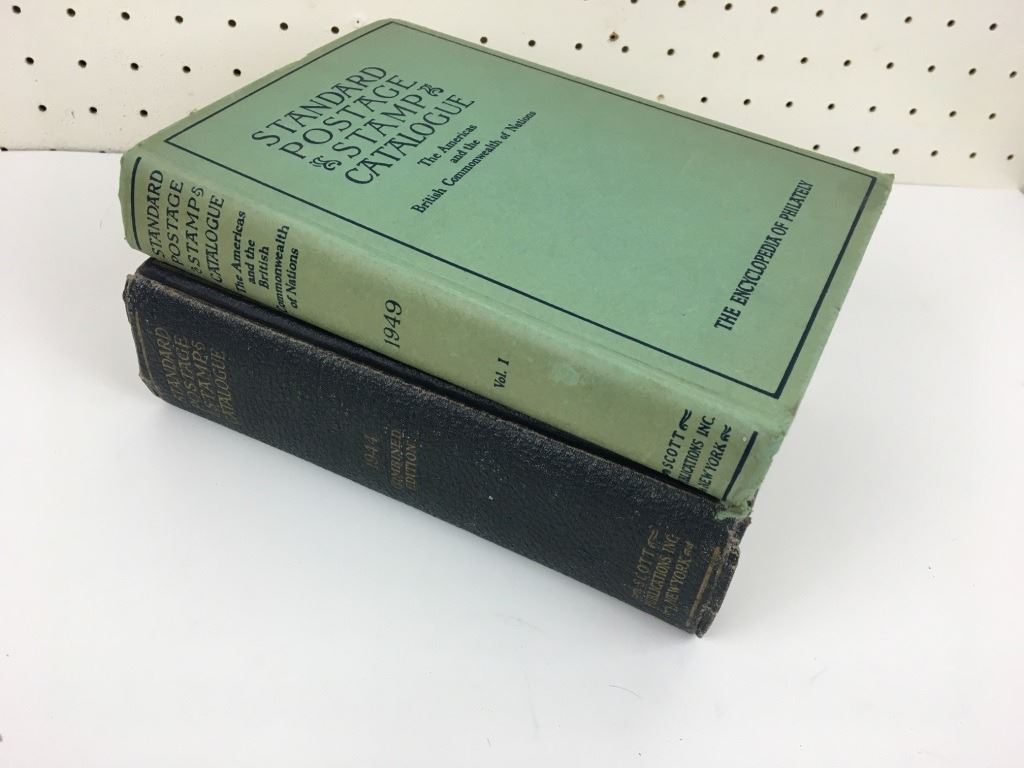 STANDARD
POSTAGE
STAMP
CATALOGUE
The Americas
and the
British Commonwealth of Nations
THE ENCYCLOPEDIA OF PHILATELY
STANDARD
POSTAGE
STAMP
CATALOGUE
The Americas
and the
British
Commonwealth
of Nations
1949
Vol. I
SCOTT
PUBLICATIONS INC.
NEW YORK
STANDARD
POSTAGE
STAMP
CATALOGUE
1944
COMBINED
EDITION
SCOTT
PUBLICATIONS INC
NEW YORK